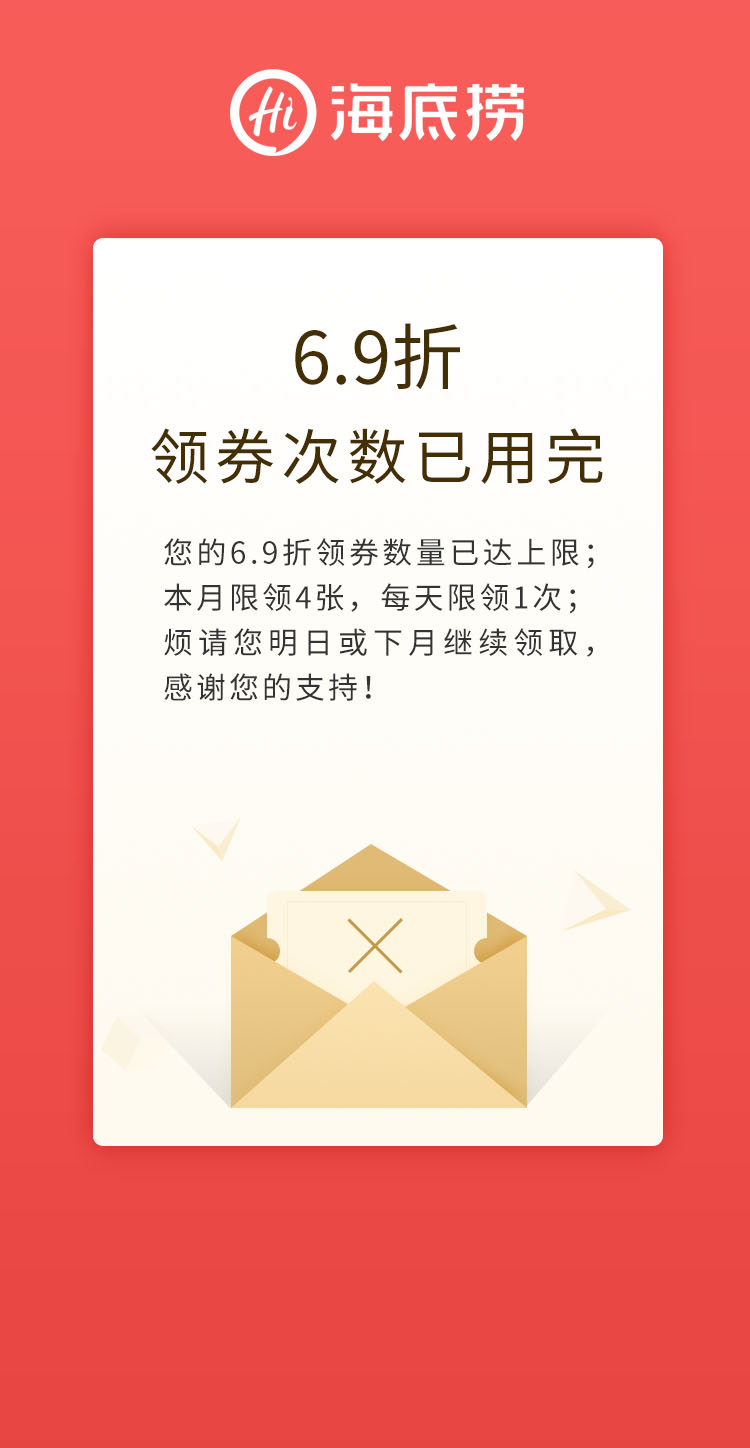 Hi 海底捞
6.9折
领券次数已用完
您的6.9折领券数量已达上限；
本月限领4张，每天限领1次；
烦请您明日或下月继续领取，
感谢您的支持！